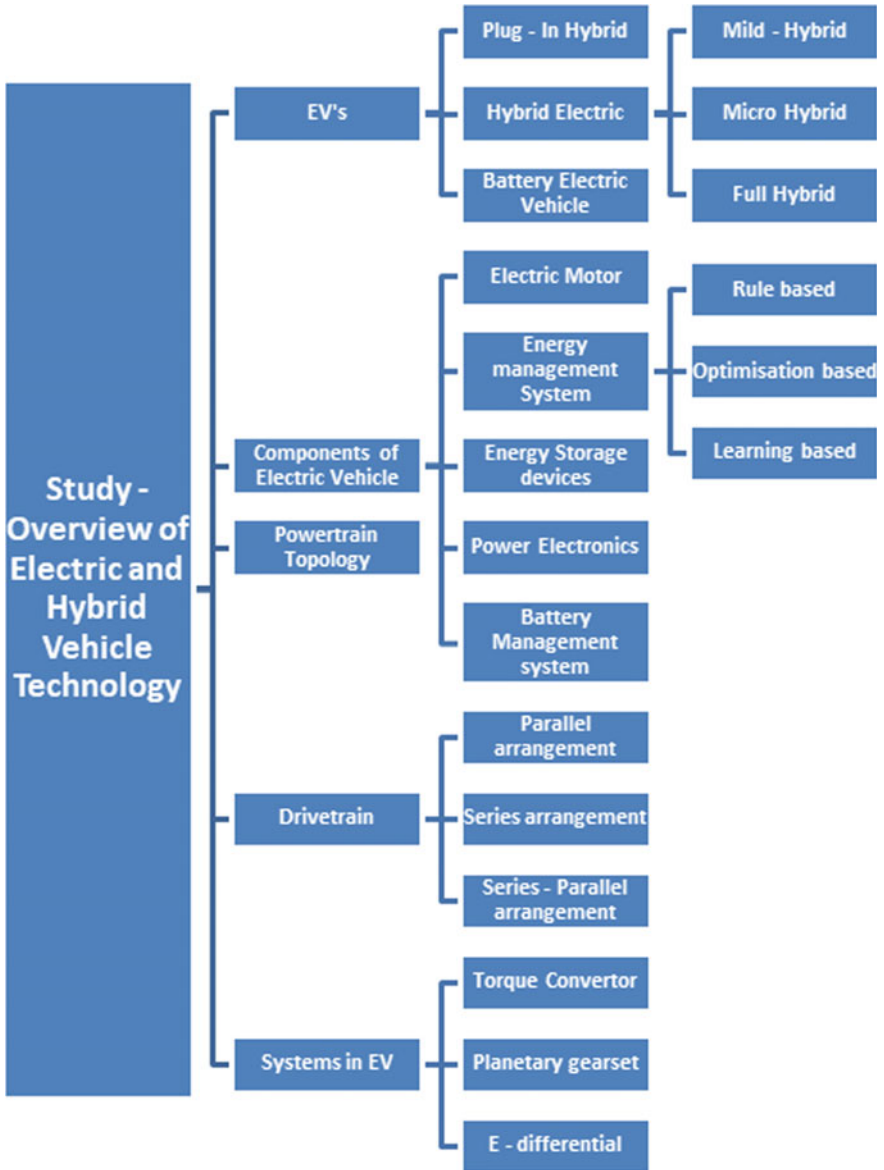 Study -
Overview of
Electric and
Hybrid
Vehicle
Technology
EV's
Plug - In Hybrid
Hybrid Electric
Battery Electric
Vehicle
Mild - Hybrid
Micro Hybrid
Full Hybrid
Components of
Electric Vehicle
Electric Motor
Energy
management
System
Rule based
Optimisation based
Learning based
Energy Storage
devices
Power Electronics
Battery
Management
system
Powertrain
Topology
Drivetrain
Parallel
arrangement
Series arrangement
Series - Parallel
arrangement
Systems in EV
Torque Convertor
Planetary gearset
E - differential